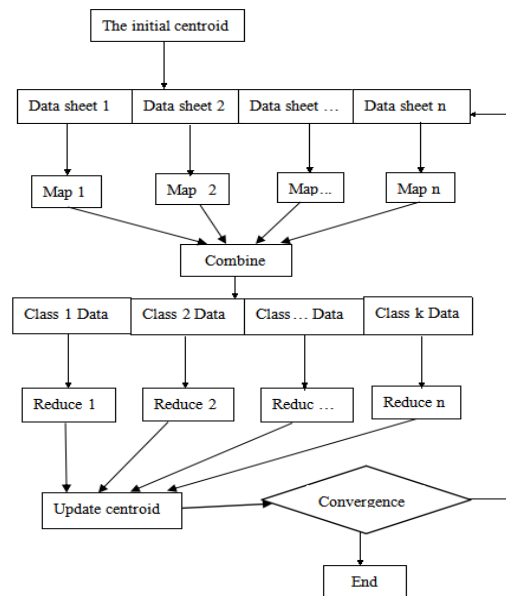 The initial centroid
Data sheet 1
Data sheet 2
Data sheet …
Data sheet n
Map 1
Map 2
Map...
Map n
Combine
Class 1 Data
Class 2 Data
Class … Data
Class k Data
Reduce 1
Reduce 2
Reduc …
Reduce n
Update centroid
Convergence
End